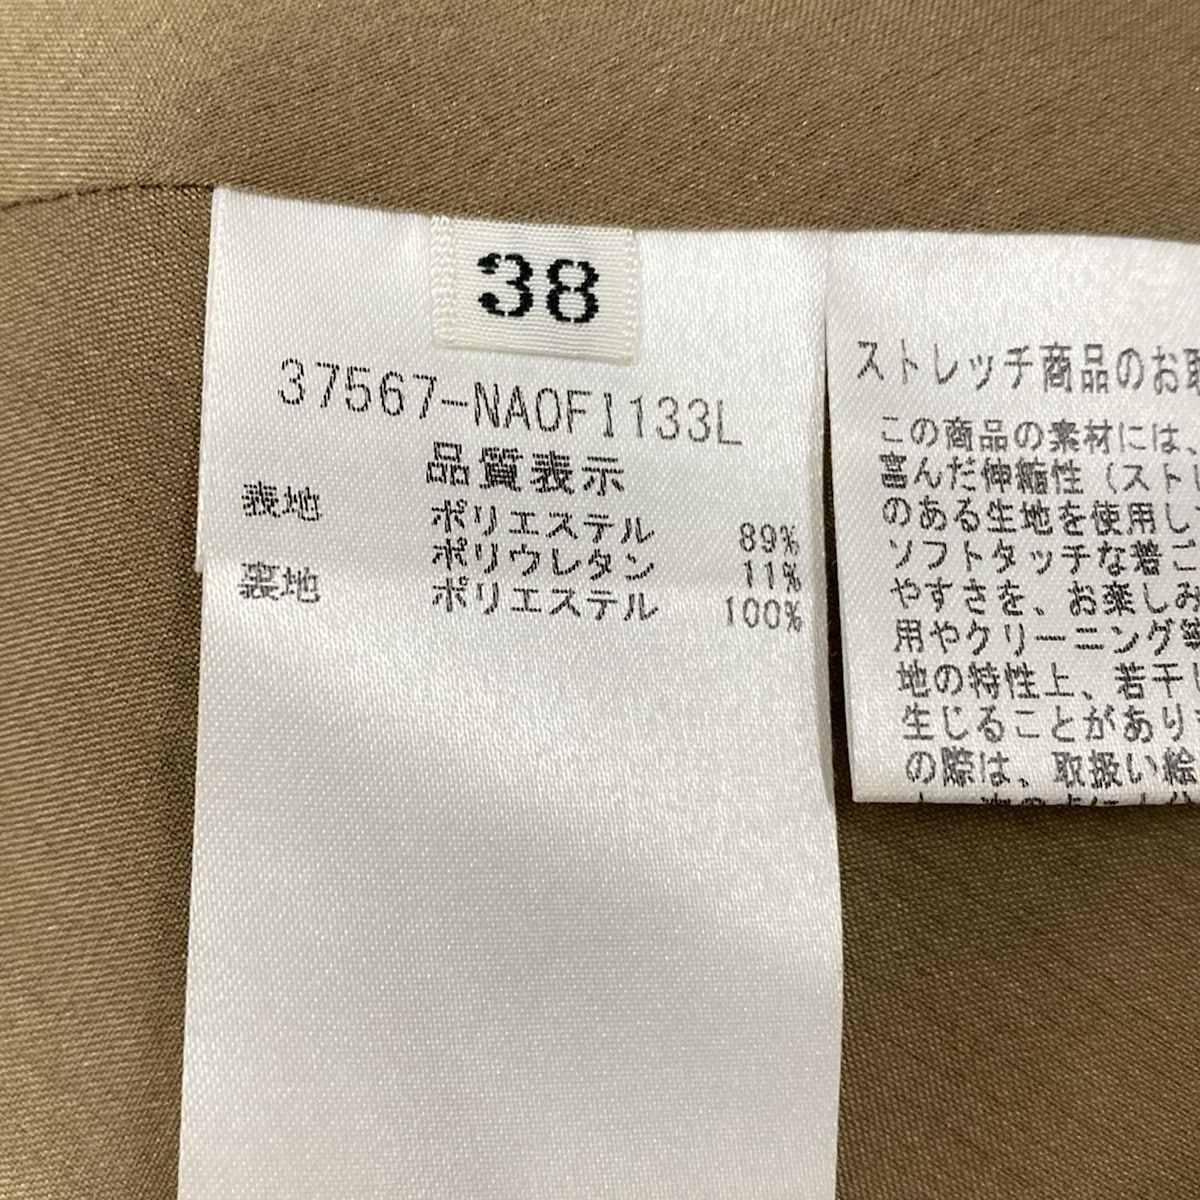 38
37567-NAOFI133L
品質表示
表地 ポリエステル 89%
ポリウレタン 11%
裏地 ポリエステル 100%
ストレッチ商品のお取
この商品の素材には、
富んだ伸縮性（スト
のある生地を使用し
ソフトタッチな着ご
やすさを、お楽しみ
用やクリーニング等
地の特性上、若干し
生じることがあり
の際は、取扱い絵